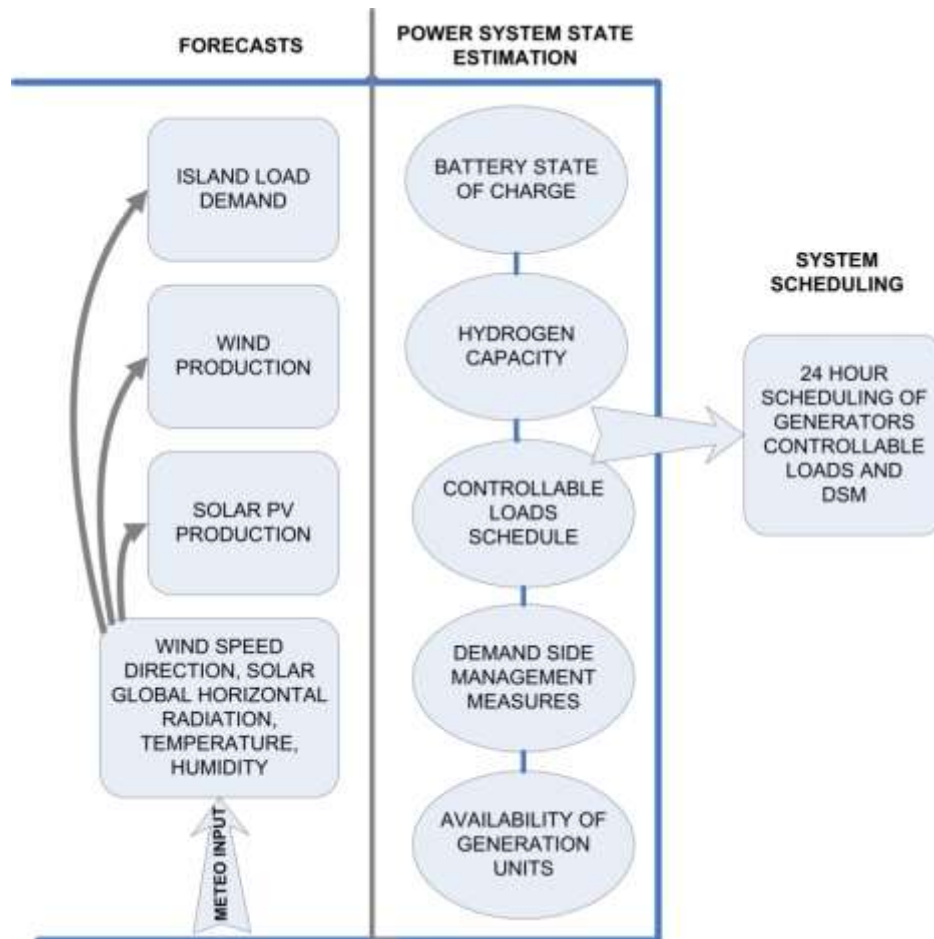 FORECASTS
POWER SYSTEM STATE
ESTIMATION
ISLAND LOAD
DEMAND
WIND
PRODUCTION
SOLAR PV
PRODUCTION
WIND SPEED
DIRECTION, SOLAR
GLOBAL HORIZONTAL
RADIATION,
TEMPERATURE,
HUMIDITY
METEO INPUT
BATTERY STATE
OF CHARGE
HYDROGEN
CAPACITY
CONTROLLABLE
LOADS
SCHEDULE
DEMAND SIDE
MANAGEMENT
MEASURES
AVAILABILITY OF
GENERATION
UNITS
SYSTEM
SCHEDULING
24 HOUR
SCHEDULING OF
GENERATORS
CONTROLLABLE
LOADS AND
DSM